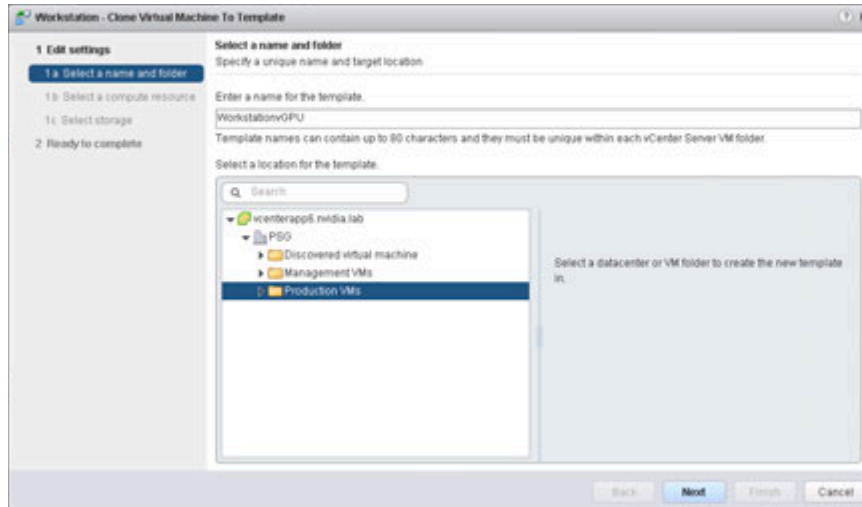 Workstation - Clone Virtual Machine To Template
1 Edit settings
1a Select a name and folder
1b Select a compute resource
1c Select storage
2 Ready to complete
Select a name and folder
Specify a unique name and target location
Enter a name for the template.
WorkstationvGPU
Template names can contain up to 80 characters and they must be unique within each vCenter Server VM folder.
Select a location for the template.
Search
vcenterapp6.nvidia.lab
PSG
Discovered virtual machine
Management VMs
Production VMs
Select a datacenter or VM folder to create the new template
in.
Back
Next
Finish
Cancel